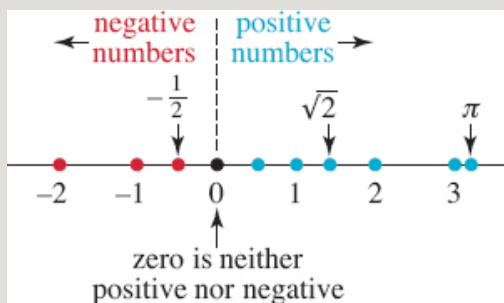 negative numbers
positive numbers
−1/2
√2
π
−2 −1 0 1 2 3
zero is neither
positive nor negative